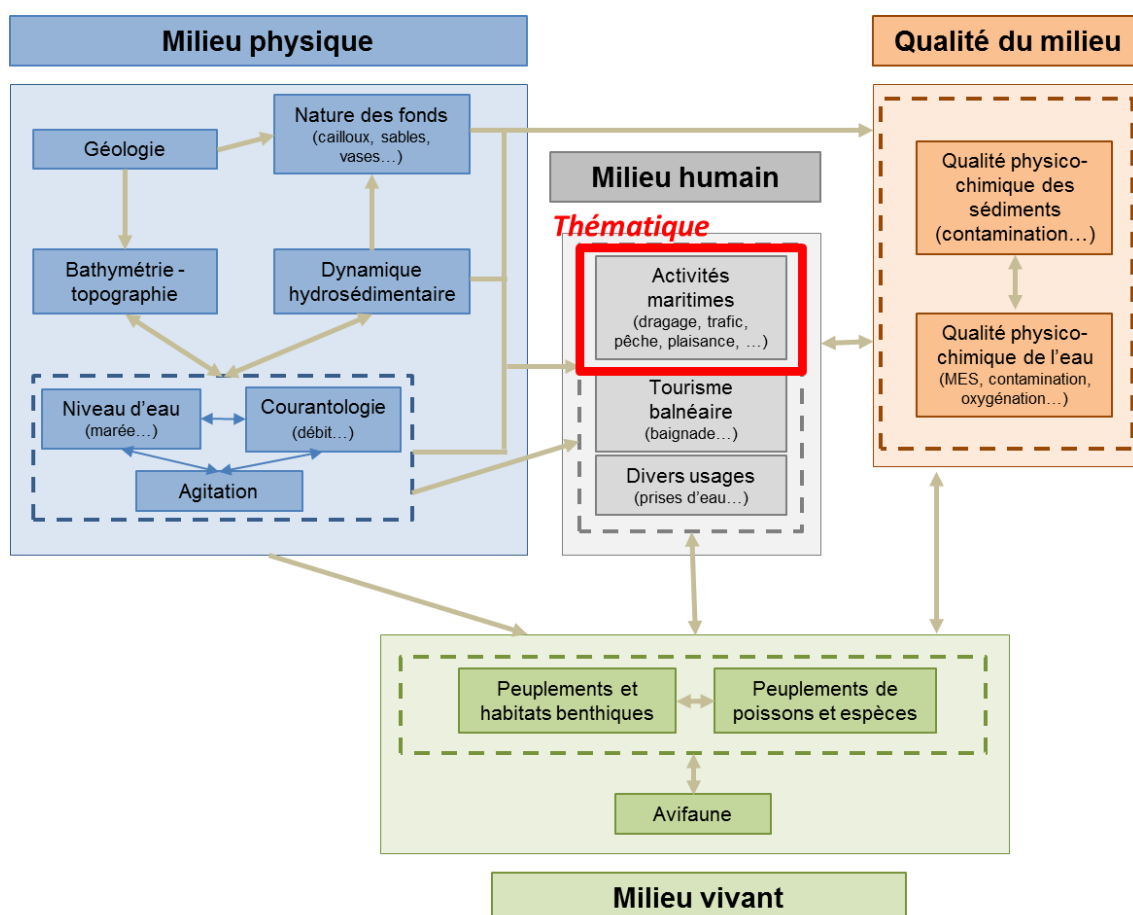 Milieu physique
Qualité du milieu
Nature des fonds
(cailloux, sables,
vases…)
Géologie
Bathymétrie -
topographie
Dynamique
hydrosédimentaire
Niveau d’eau
(marée…)
Courantologie
(débit…)
Agitation
Milieu humain
Thématique
Activités
maritimes
(dragage, trafic,
pêche, plaisance, …)
Tourisme
balnéaire
(baignade…)
Divers usages
(prises d’eau…)
Qualité physico-
chimique des
sédiments
(contamination…)
Qualité physico-
chimique de l’eau
(MES, contamination,
oxygénation…)
Peuplements et
habitats benthiques
Peuplements de
poissons et espèces
Avifaune
Milieu vivant